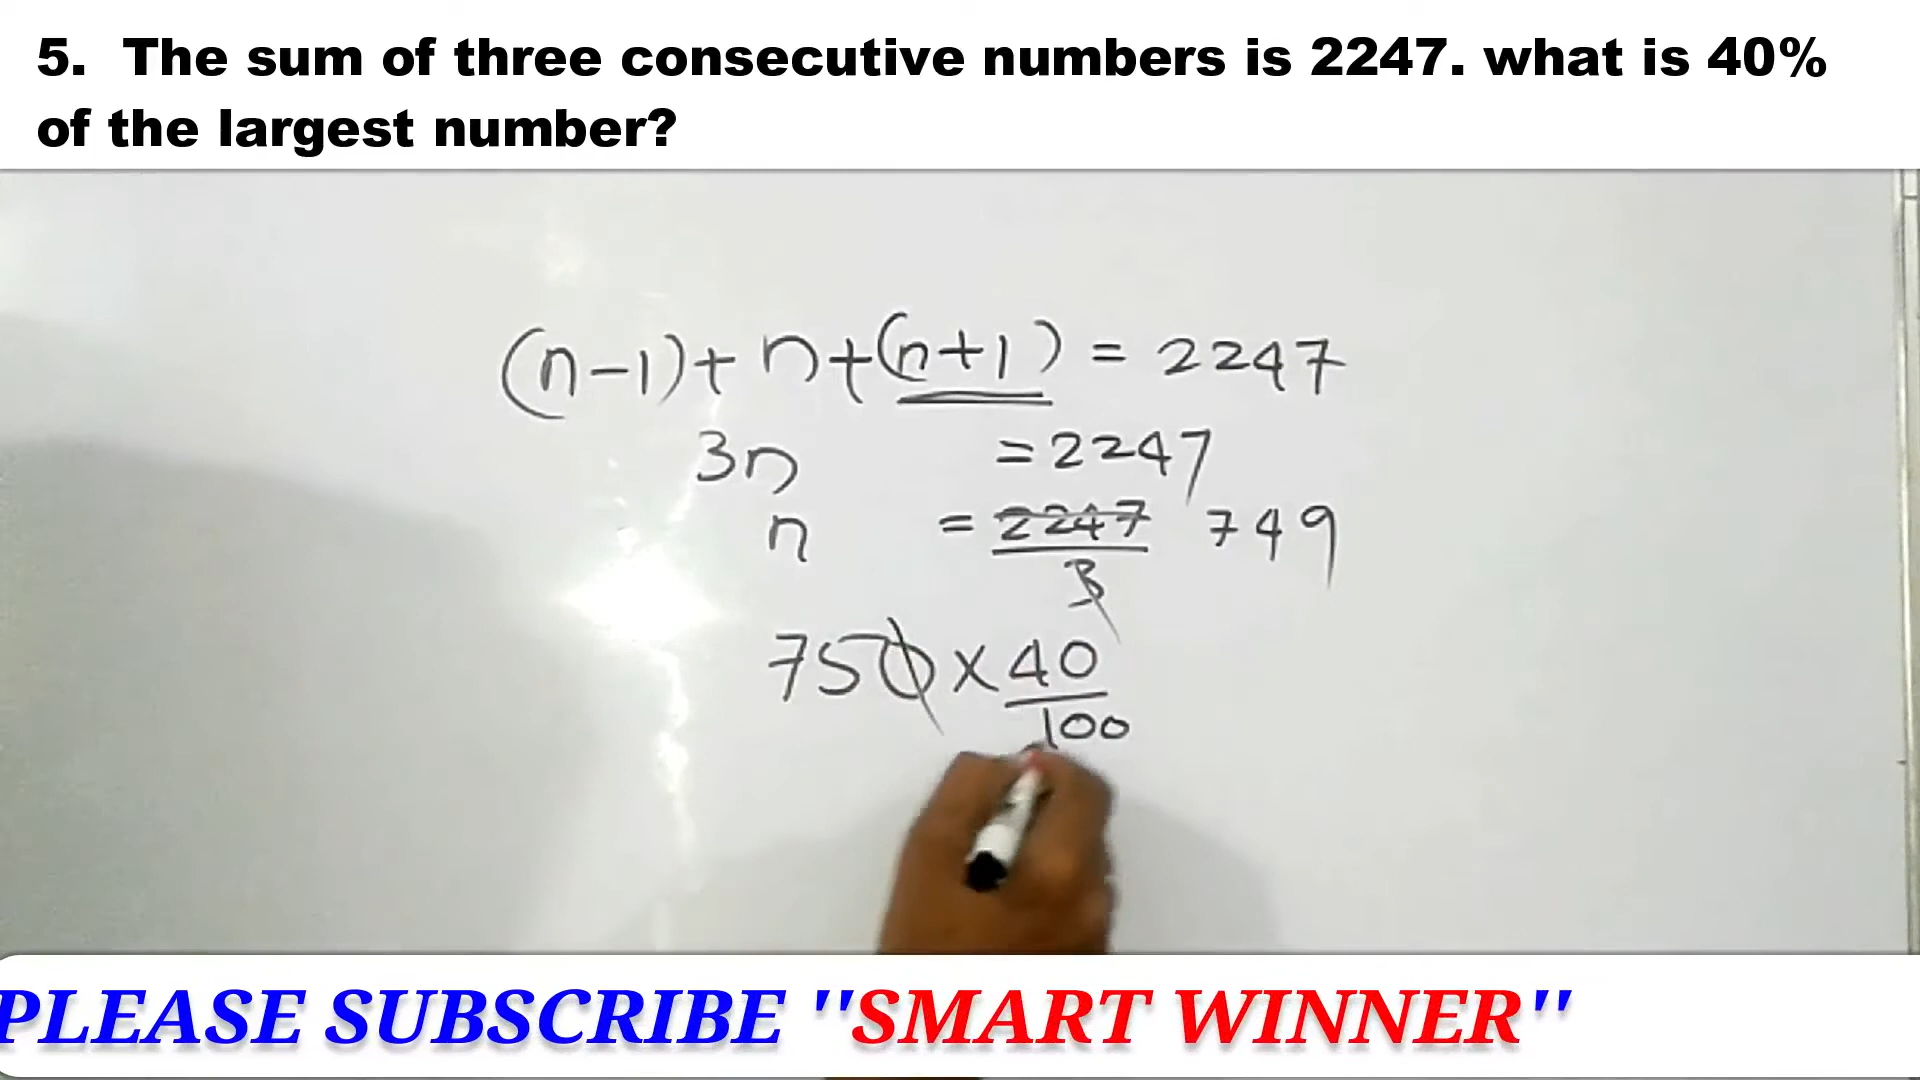 5. The sum of three consecutive numbers is 2247. what is 40%
of the largest number?
(n-1)+n+(n+1) = 2247
3n = 2247
n = 2247/3 749
750 × 40/100
PLEASE SUBSCRIBE "SMART WINNER"